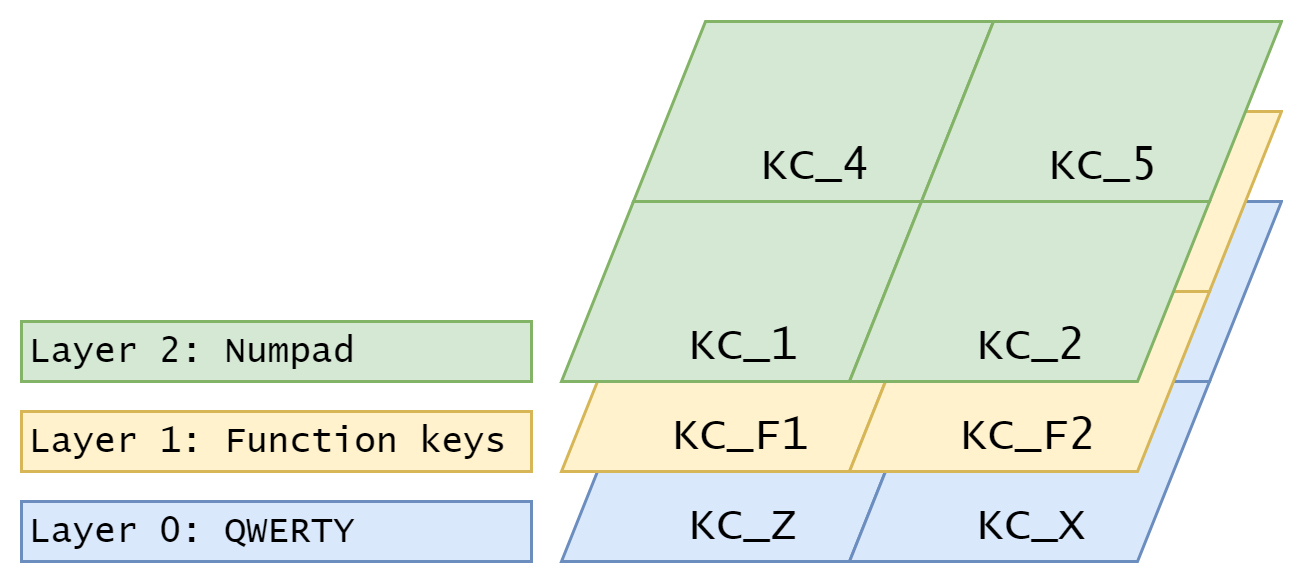 KC_4 KC_5
Layer 2: Numpad KC_1 KC_2
Layer 1: Function keys KC_F1 KC_F2
Layer 0: QWERTY KC_Z KC_X